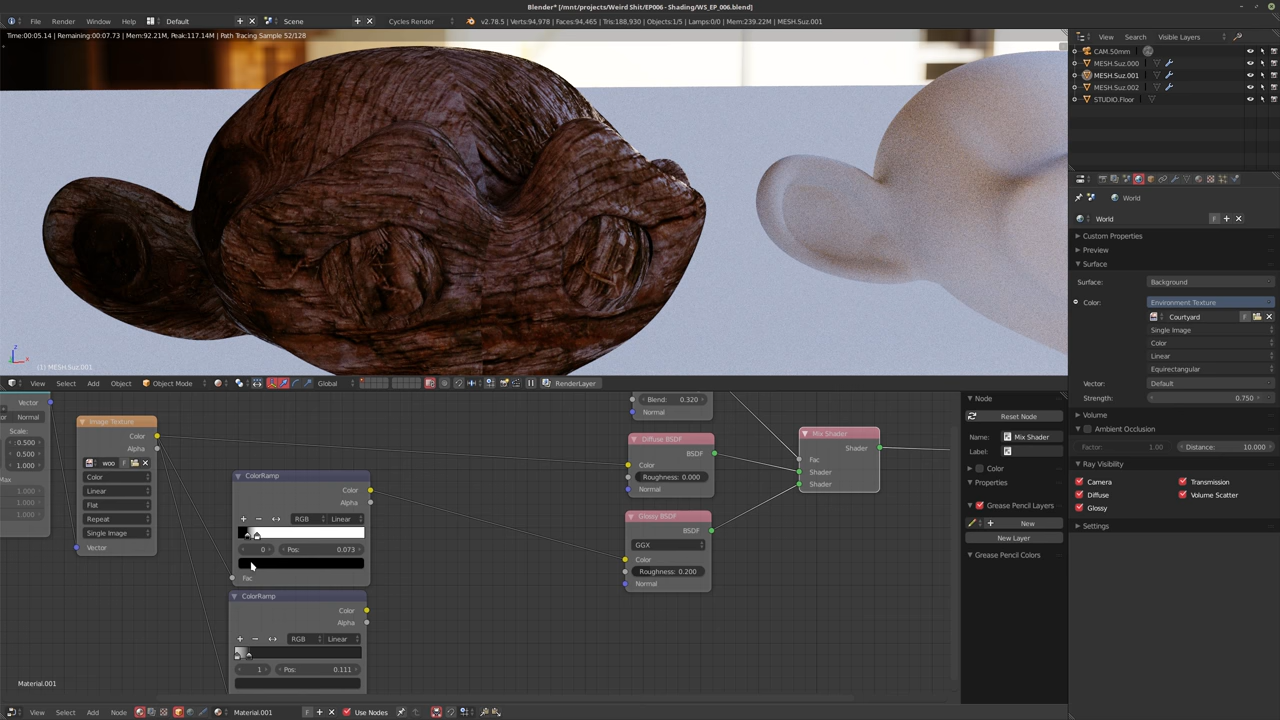 Blender* [/mnt/projects/Weird Shit/EP006 - Shading/WS_EP_006.blend]
File Render Window Help Default Scene Cycles Render v2.78.5 | Verts:94,978 | Faces:94,465 | Tris:188,930 | Objects:1/5 | Lamps:0/0 | Mem:239.22M | MESH.Suz.001
Time:00:05.14 | Remaining:00:07.73 | Mem:92.21M, Peak:117.14M | Path Tracing Sample 52/128
View Search Visible Layers
CAM.50mm
MESH.Suz.000
MESH.Suz.001
MESH.Suz.002
STUDIO.Floor
World
World F
Custom Properties
Preview
Surface
Surface: Background
Color: Environment Texture
Courtyard F
Single Image
Color
Linear
Equirectangular
Vector: Default
Strength: 0.750
Volume
Ambient Occlusion
Factor: 1.00 Distance: 10.000
Ray Visibility
Camera Transmission
Diffuse Volume Scatter
Glossy
Settings
z
x
(1) MESH.Suz.001
View Select Add Object Object Mode Global RenderLayer
Vector
or Normal
Scale:
:0.500
0.500
1.000
Max
1.000
1.000
1.000
Image Texture
Color
Alpha
woo F
Color
Linear
Flat
Repeat
Single Image
Vector
ColorRamp
Color
Alpha
RGB Linear
0 Pos: 0.073
Fac
ColorRamp
Color
Alpha
RGB Linear
1 Pos: 0.111
Blend: 0.320
Normal
Diffuse BSDF
BSDF
Color
Roughness: 0.000
Normal
Glossy BSDF
BSDF
GGX
Color
Roughness: 0.200
Normal
Mix Shader
Shader
Fac
Shader
Shader
Node
Reset Node
Name: Mix Shader
Label:
Color
Properties
Grease Pencil Layers
New
New Layer
Grease Pencil Colors
Material.001
View Select Add Node Material.001 F Use Nodes